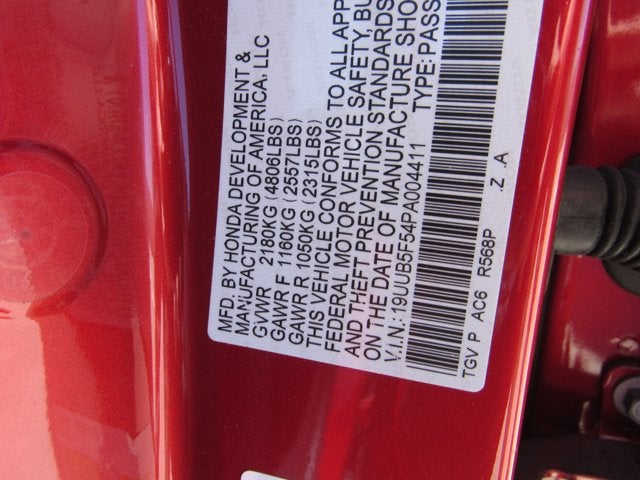 MFD. BY HONDA DEVELOPMENT &
MANUFACTURING OF AMERICA, LLC
GVWR 2180KG (4806LBS)
GAWR F 1160KG (2557LBS)
GAWR R 1050KG (2315LBS)
THIS VEHICLE CONFORMS TO ALL APP
FEDERAL MOTOR VEHICLE SAFETY, BU
AND THEFT PREVENTION STANDARDS
ON THE DATE OF MANUFACTURE SHO
V.I.N.: 19UUB5F54PA004411 TYPE: PASS
TGV P AC6 R568P .Z .A